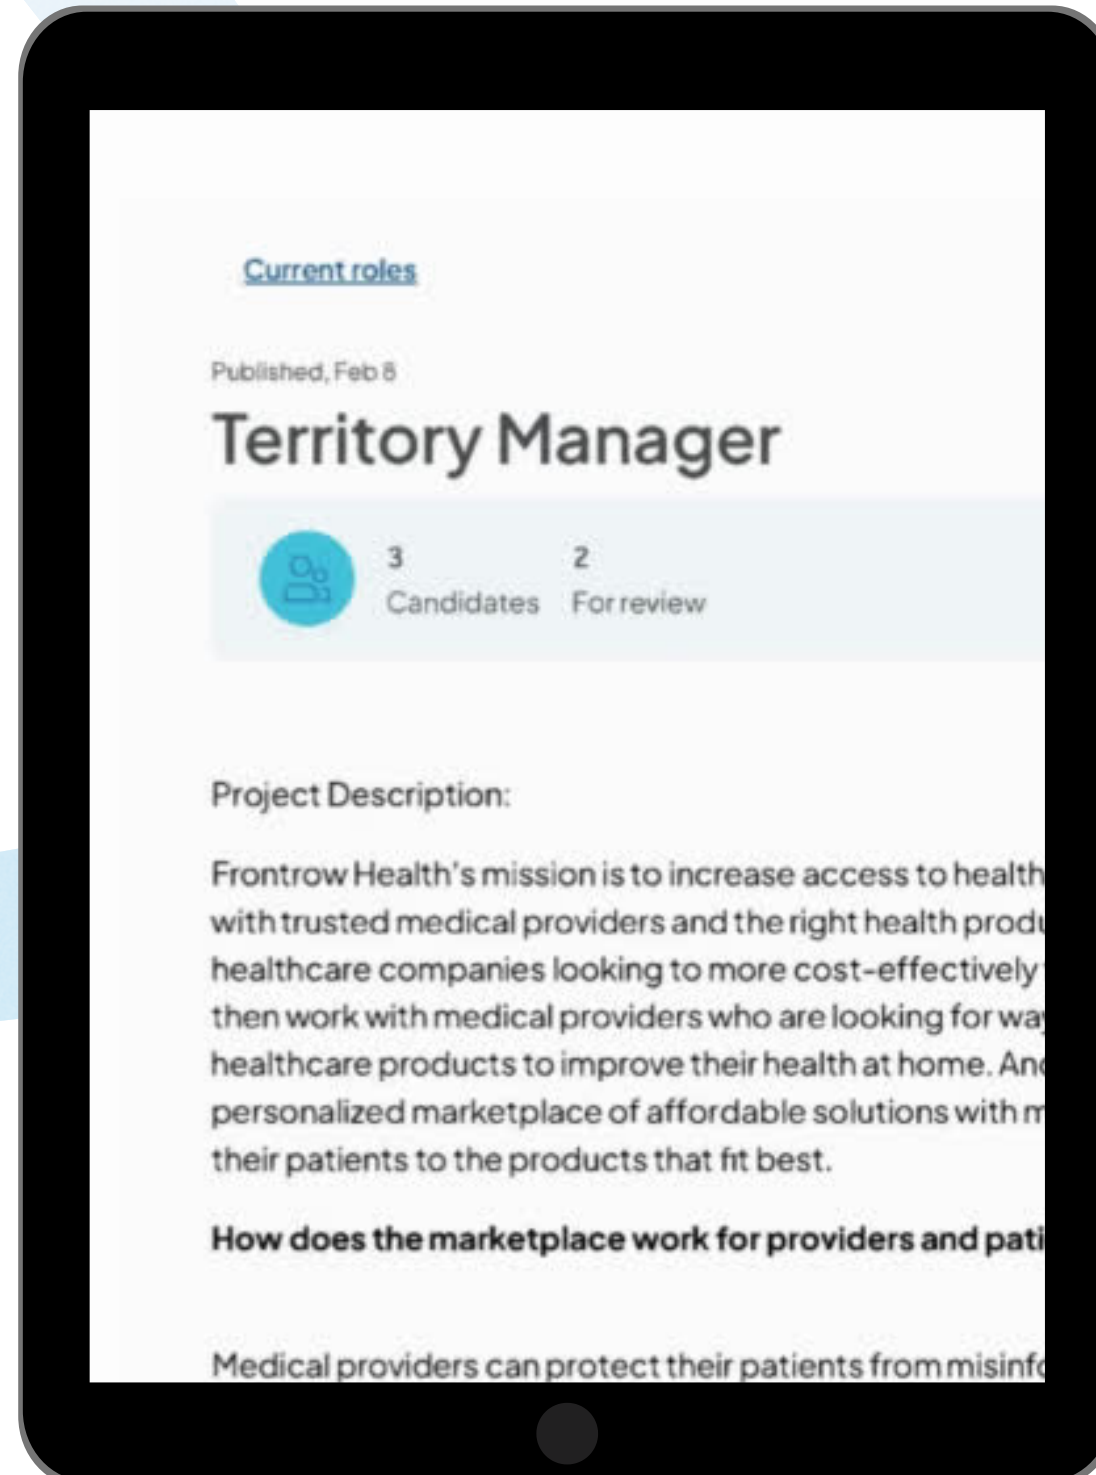 Current roles
Published, Feb 8
Territory Manager
3 2
Candidates For review
Project Description:
Frontrow Health's mission is to increase access to health
with trusted medical providers and the right health produ
healthcare companies looking to more cost-effectively
then work with medical providers who are looking for way
healthcare products to improve their health at home. And
personalized marketplace of affordable solutions with m
their patients to the products that fit best.
How does the marketplace work for providers and pati
Medical providers can protect their patients from misinfo